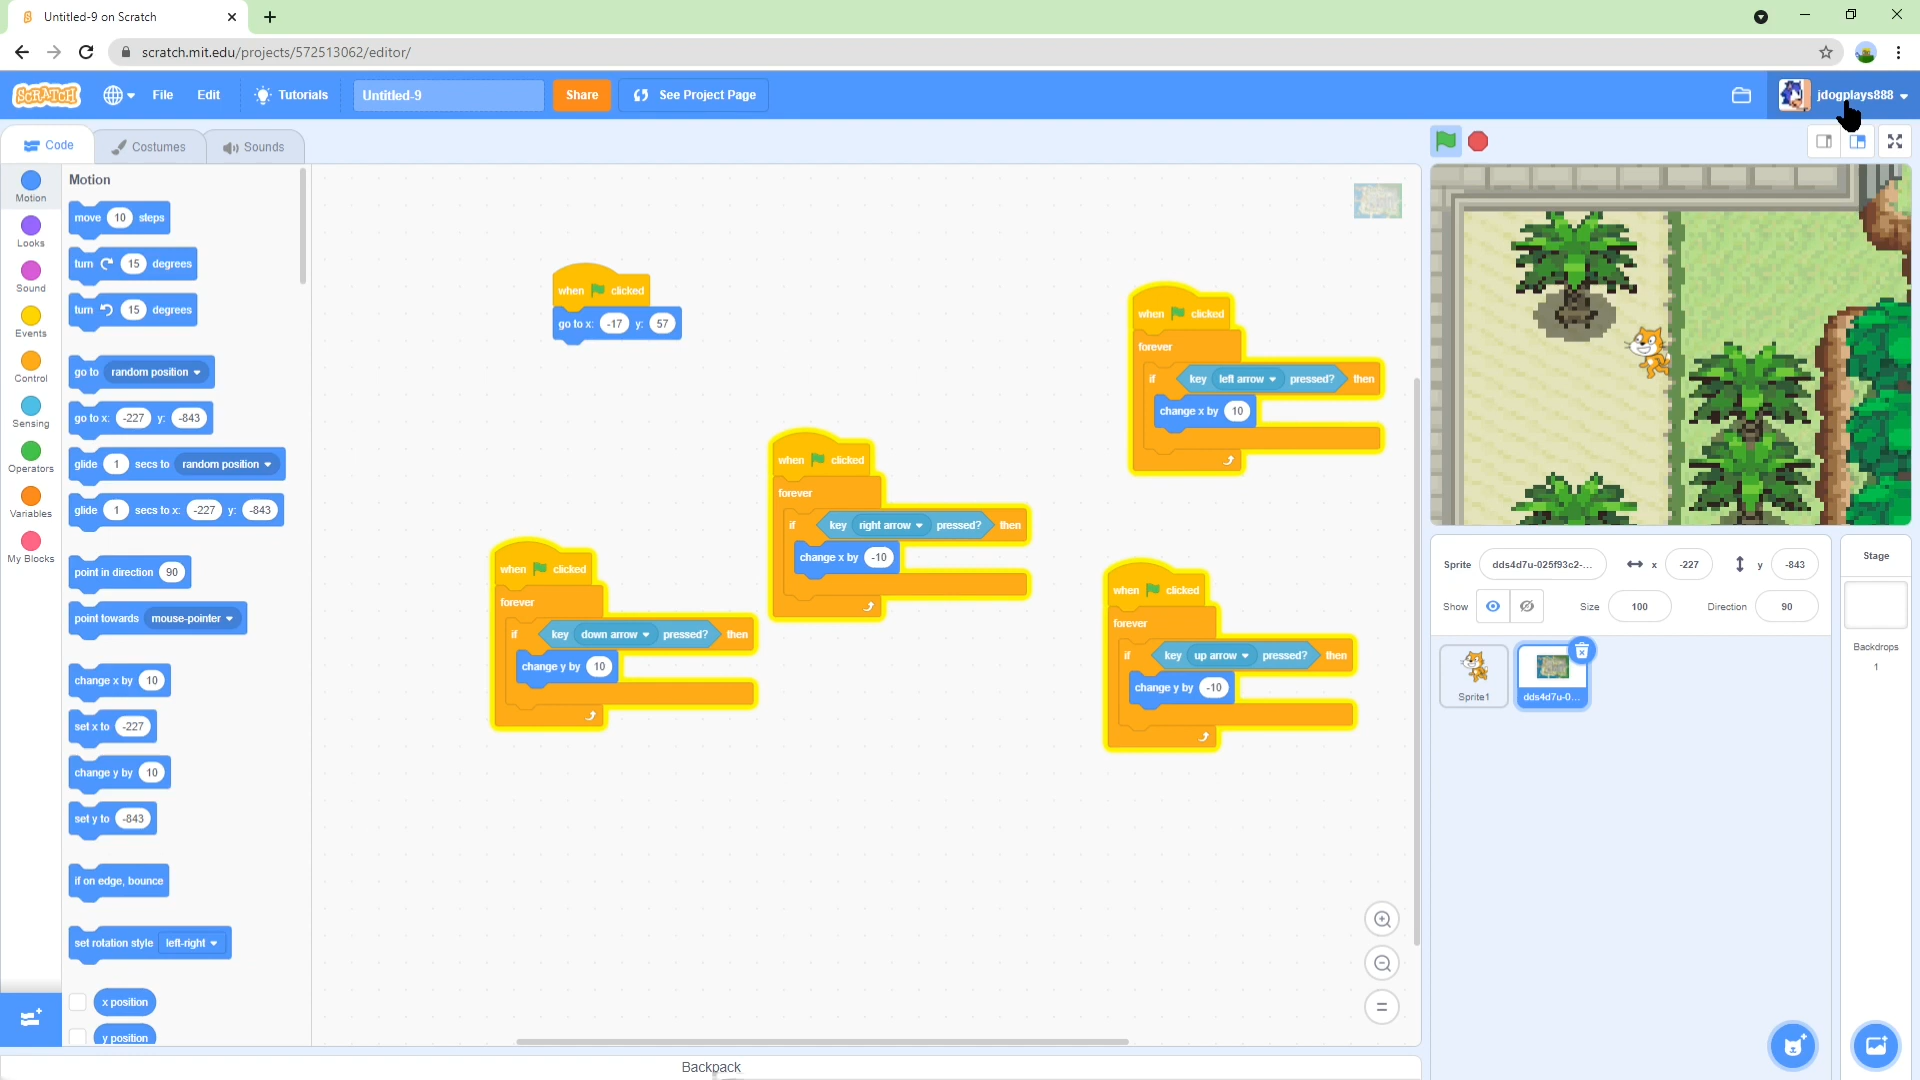 Untitled-9 on Scratch
scratch.mit.edu/projects/572513062/editor/
SCRATCH
File
Edit
Tutorials
Untitled-9
Share
See Project Page
jdogplays888
Code
Costumes
Sounds
Motion
Looks
Sound
Events
Control
Sensing
Operators
Variables
My Blocks
Motion
move 10 steps
turn 15 degrees
turn 15 degrees
go to random position
go to x: -227 y: -843
glide 1 secs to random position
glide 1 secs to x: -227 y: -843
point in direction 90
point towards mouse-pointer
change x by 10
set x to -227
change y by 10
set y to -843
if on edge, bounce
set rotation style left-right
x position
y position
when clicked
go to x: -17 y: 57
when clicked
forever
if key left arrow pressed? then
change x by 10
when clicked
forever
if key right arrow pressed? then
change x by -10
when clicked
forever
if key down arrow pressed? then
change y by 10
when clicked
forever
if key up arrow pressed? then
change y by -10
Sprite dds4d7u-025f93c2-... x -227 y -843
Show Size 100 Direction 90
Sprite1
dds4d7u-0...
Stage
Backdrops
1
Backpack